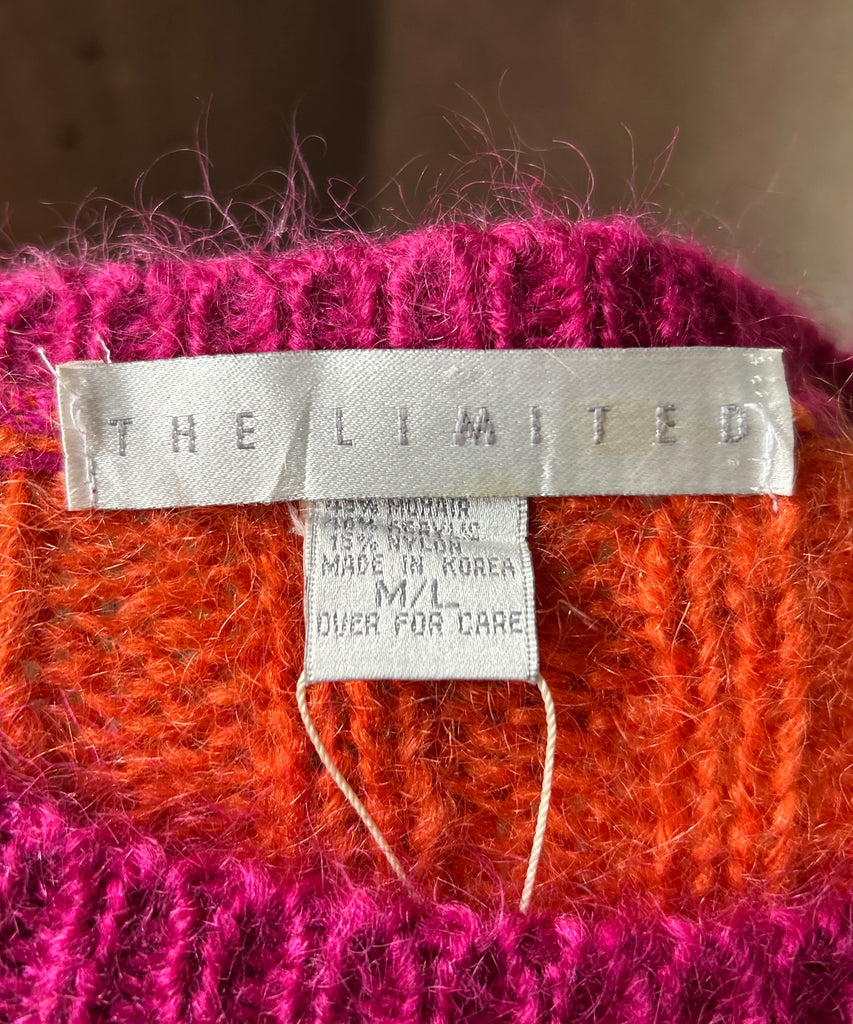 THE LIMITED
MOHAIR
15% NYLON
MADE IN KOREA
M/L
OVER FOR CARE